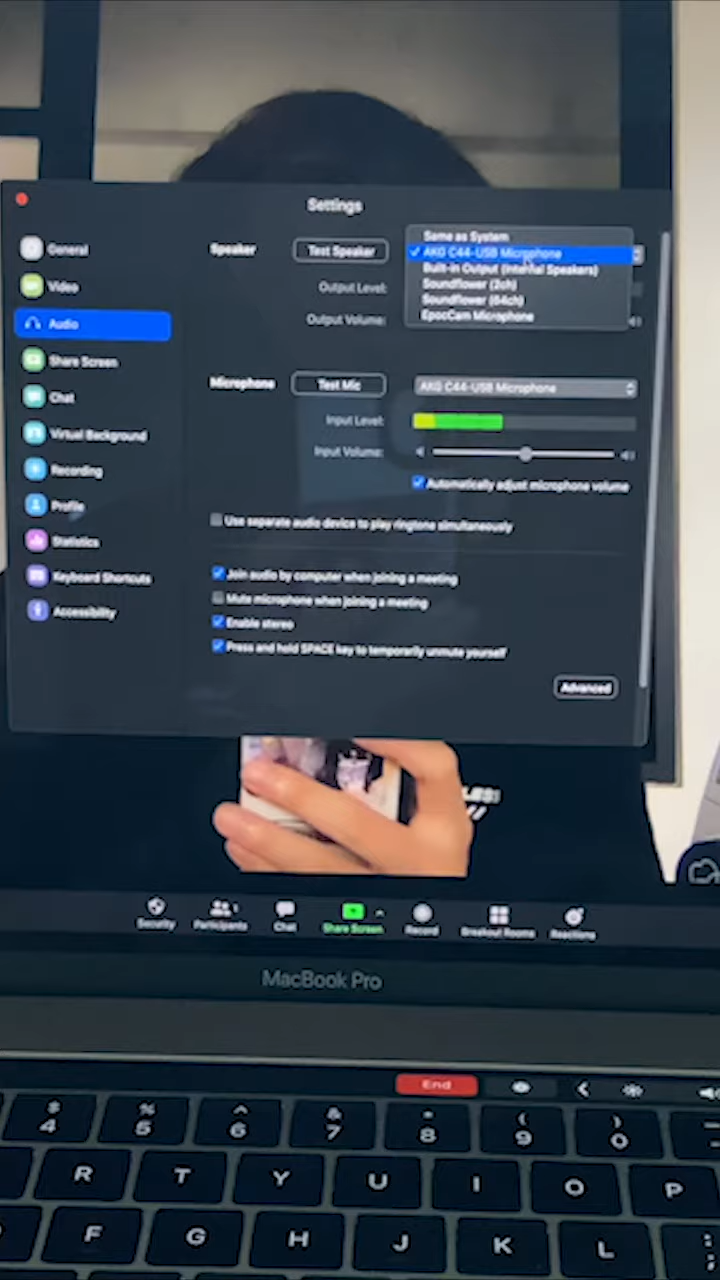 Settings
General
Video
Audio
Share Screen
Chat
Virtual Background
Recording
Profile
Statistics
Keyboard Shortcuts
Accessibility
Speaker
Test Speaker
Same as System
AKG C44-USB Microphone
Built-in Output (Internal Speakers)
Soundflower (2ch)
Soundflower (64ch)
EpocCam Microphone
Output Level:
Output Volume:
Microphone
Test Mic
AKG C44-USB Microphone
Input Level:
Input Volume:
Automatically adjust microphone volume
Use separate audio device to play ringtone simultaneously
Join audio by computer when joining a meeting
Mute microphone when joining a meeting
Enable stereo
Press and hold SPACE key to temporarily unmute yourself
Advanced
Security
Participants 1
Chat
Share Screen
Record
Breakout Rooms
Reactions
MacBook Pro
End
$ % ^ & * ( )
4 5 6 7 8 9 0
R T Y U I O P
F G H J K L